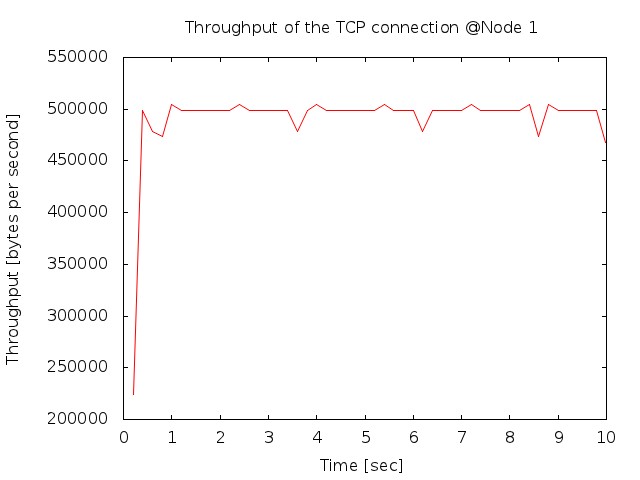 Throughput of the TCP connection @Node 1
550000
500000
450000
400000
350000
300000
250000
200000
Throughput [bytes per second]
0 1 2 3 4 5 6 7 8 9 10
Time [sec]